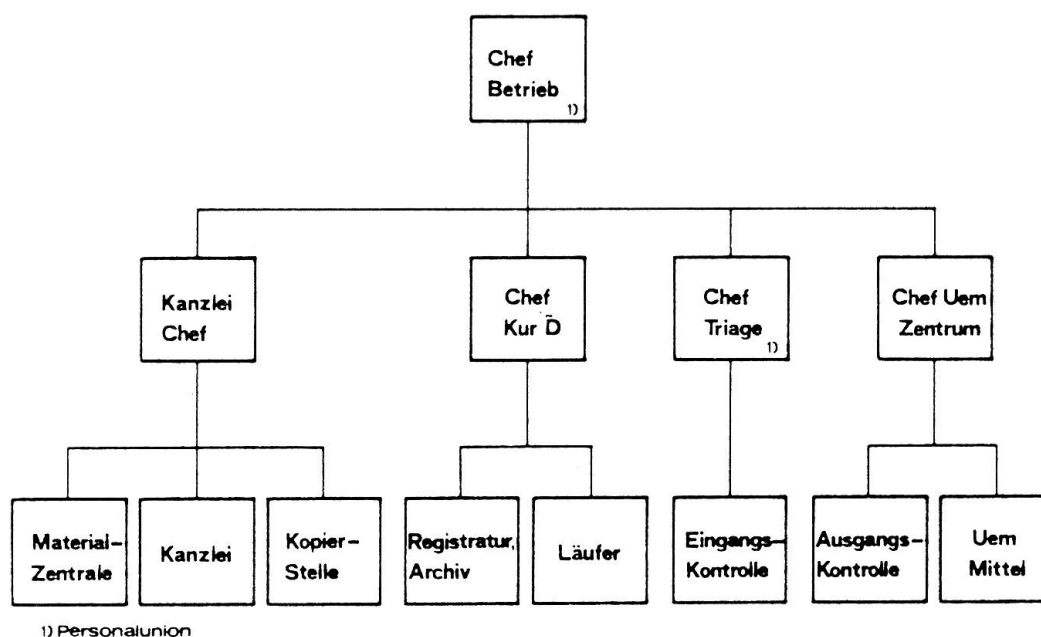 Chef
Betrieb
1)
Kanzlei
Chef
Chef
Kur D̄
Chef
Triage
1)
Chef Uem
Zentrum
Material-
Zentrale
Kanzlei
Kopier-
Stelle
Registratur,
Archiv
Läufer
Eingangs-
Kontrolle
Ausgangs-
Kontrolle
Uem
Mittel
1) Personalunion